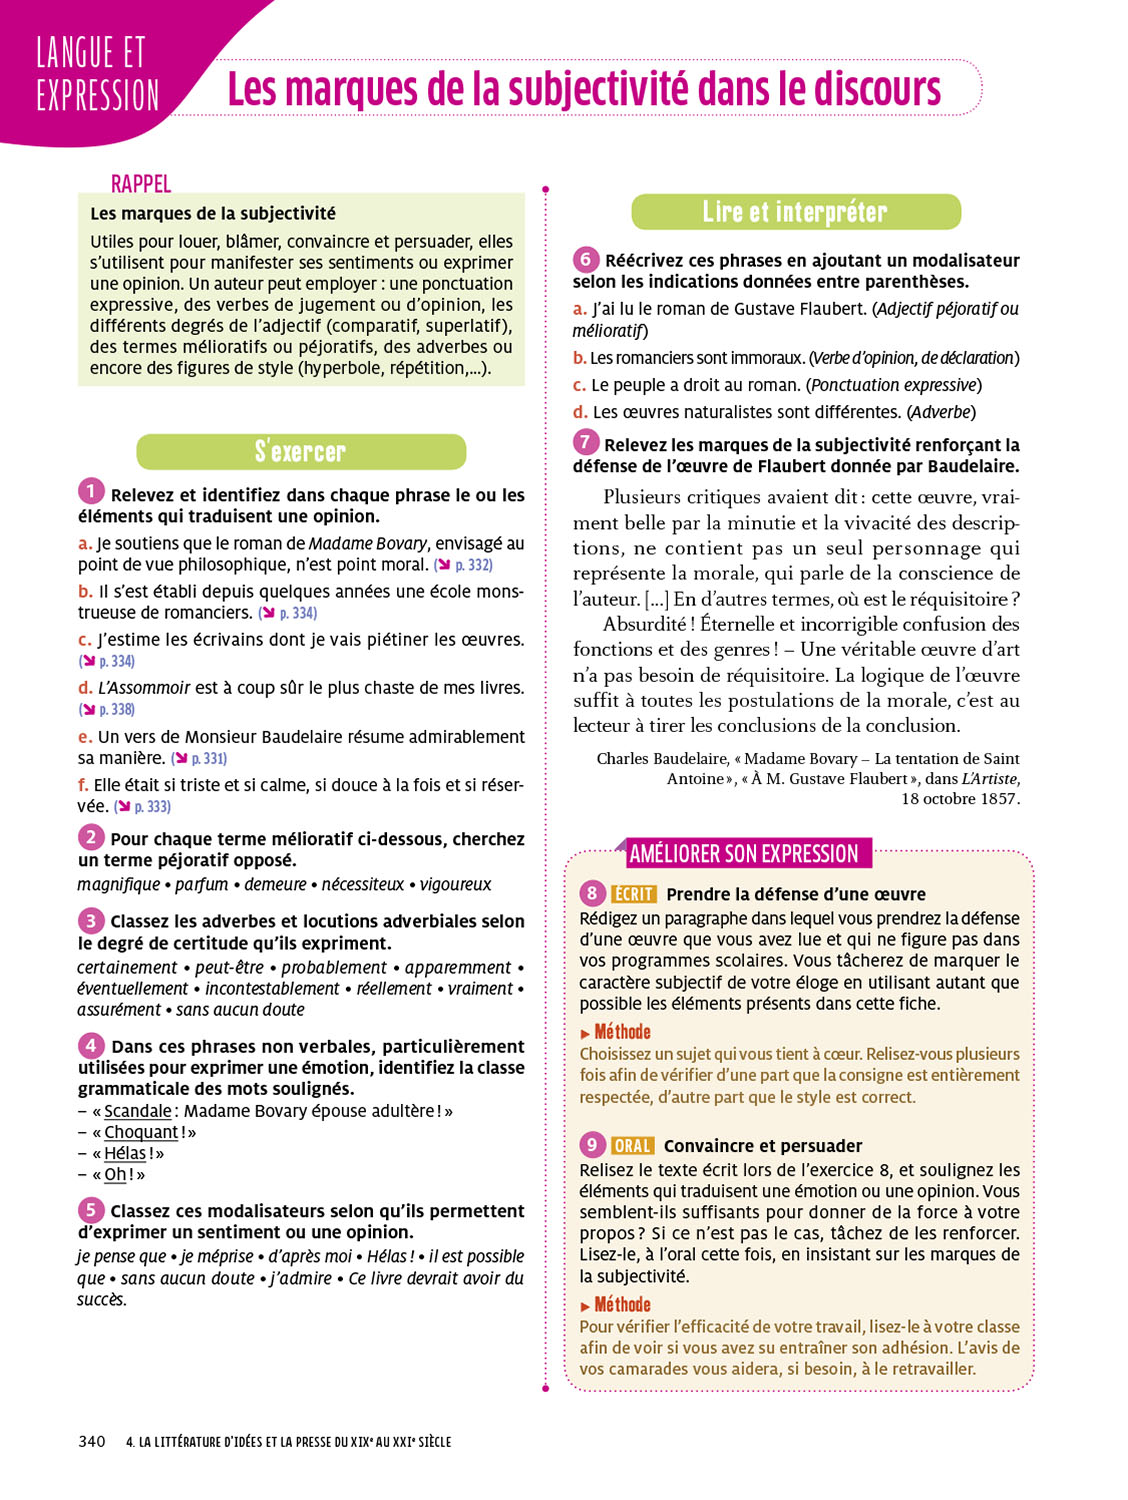 LANGUE ET
EXPRESSION
Les marques de la subjectivité dans le discours
RAPPEL
Les marques de la subjectivité
Utiles pour louer, blâmer, convaincre et persuader, elles
s'utilisent pour manifester ses sentiments ou exprimer
une opinion. Un auteur peut employer : une ponctuation
expressive, des verbes de jugement ou d'opinion, les
différents degrés de l'adjectif (comparatif, superlatif),
des termes mélioratifs ou péjoratifs, des adverbes ou
encore des figures de style (hyperbole, répétition,...).
S'exercer
1 Relevez et identifiez dans chaque phrase le ou les
éléments qui traduisent une opinion.
a. Je soutiens que le roman de Madame Bovary, envisagé au
point de vue philosophique, n'est point moral. (➘ p. 332)
b. Il s'est établi depuis quelques années une école mons-
trueuse de romanciers. (➘ p. 334)
c. J'estime les écrivains dont je vais piétiner les œuvres.
(➘ p. 334)
d. L'Assommoir est à coup sûr le plus chaste de mes livres.
(➘ p. 338)
e. Un vers de Monsieur Baudelaire résume admirablement
sa manière. (➘ p. 331)
f. Elle était si triste et si calme, si douce à la fois et si réser-
vée. (➘ p. 333)
2 Pour chaque terme mélioratif ci-dessous, cherchez
un terme péjoratif opposé.
magnifique • parfum • demeure • nécessiteux • vigoureux
3 Classez les adverbes et locutions adverbiales selon
le degré de certitude qu'ils expriment.
certainement • peut-être • probablement • apparemment •
éventuellement • incontestablement • réellement • vraiment •
assurément • sans aucun doute
4 Dans ces phrases non verbales, particulièrement
utilisées pour exprimer une émotion, identifiez la classe
grammaticale des mots soulignés.
– « Scandale : Madame Bovary épouse adultère ! »
– « Choquant ! »
– « Hélas ! »
– « Oh ! »
5 Classez ces modalisateurs selon qu'ils permettent
d'exprimer un sentiment ou une opinion.
je pense que • je méprise • d'après moi • Hélas ! • il est possible
que • sans aucun doute • j'admire • Ce livre devrait avoir du
succès.
Lire et interpréter
6 Réécrivez ces phrases en ajoutant un modalisateur
selon les indications données entre parenthèses.
a. J'ai lu le roman de Gustave Flaubert. (Adjectif péjoratif ou
mélioratif)
b. Les romanciers sont immoraux. (Verbe d'opinion, de déclaration)
c. Le peuple a droit au roman. (Ponctuation expressive)
d. Les œuvres naturalistes sont différentes. (Adverbe)
7 Relevez les marques de la subjectivité renforçant la
défense de l'œuvre de Flaubert donnée par Baudelaire.
Plusieurs critiques avaient dit : cette œuvre, vrai-
ment belle par la minutie et la vivacité des descrip-
tions, ne contient pas un seul personnage qui
représente la morale, qui parle de la conscience de
l'auteur. [...] En d'autres termes, où est le réquisitoire ?
Absurdité ! Éternelle et incorrigible confusion des
fonctions et des genres ! – Une véritable œuvre d'art
n'a pas besoin de réquisitoire. La logique de l'œuvre
suffit à toutes les postulations de la morale, c'est au
lecteur à tirer les conclusions de la conclusion.
Charles Baudelaire, « Madame Bovary – La tentation de Saint
Antoine », « À M. Gustave Flaubert », dans L'Artiste,
18 octobre 1857.
AMÉLIORER SON EXPRESSION
8 ÉCRIT Prendre la défense d'une œuvre
Rédigez un paragraphe dans lequel vous prendrez la défense
d'une œuvre que vous avez lue et qui ne figure pas dans
vos programmes scolaires. Vous tâcherez de marquer le
caractère subjectif de votre éloge en utilisant autant que
possible les éléments présents dans cette fiche.
► Méthode
Choisissez un sujet qui vous tient à cœur. Relisez-vous plusieurs
fois afin de vérifier d'une part que la consigne est entièrement
respectée, d'autre part que le style est correct.
9 ORAL Convaincre et persuader
Relisez le texte écrit lors de l'exercice 8, et soulignez les
éléments qui traduisent une émotion ou une opinion. Vous
semblent-ils suffisants pour donner de la force à votre
propos ? Si ce n'est pas le cas, tâchez de les renforcer.
Lisez-le, à l'oral cette fois, en insistant sur les marques de
la subjectivité.
► Méthode
Pour vérifier l'efficacité de votre travail, lisez-le à votre classe
afin de voir si vous avez su entraîner son adhésion. L'avis de
vos camarades vous aidera, si besoin, à le retravailler.
340 4. LA LITTÉRATURE D'IDÉES ET LA PRESSE DU XIXe AU XXIe SIÈCLE